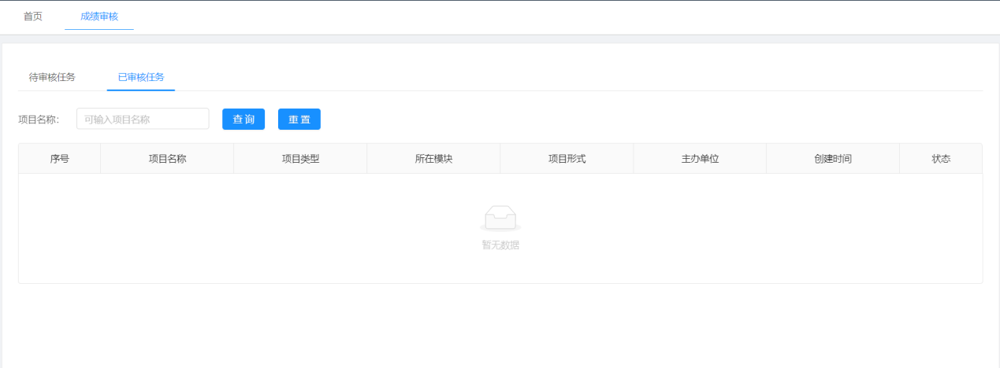 首页 成绩审核
待审核任务 已审核任务
项目名称: 可输入项目名称 查 询 重 置
序号 项目名称 项目类型 所在模块 项目形式 主办单位 创建时间 状态
暂无数据